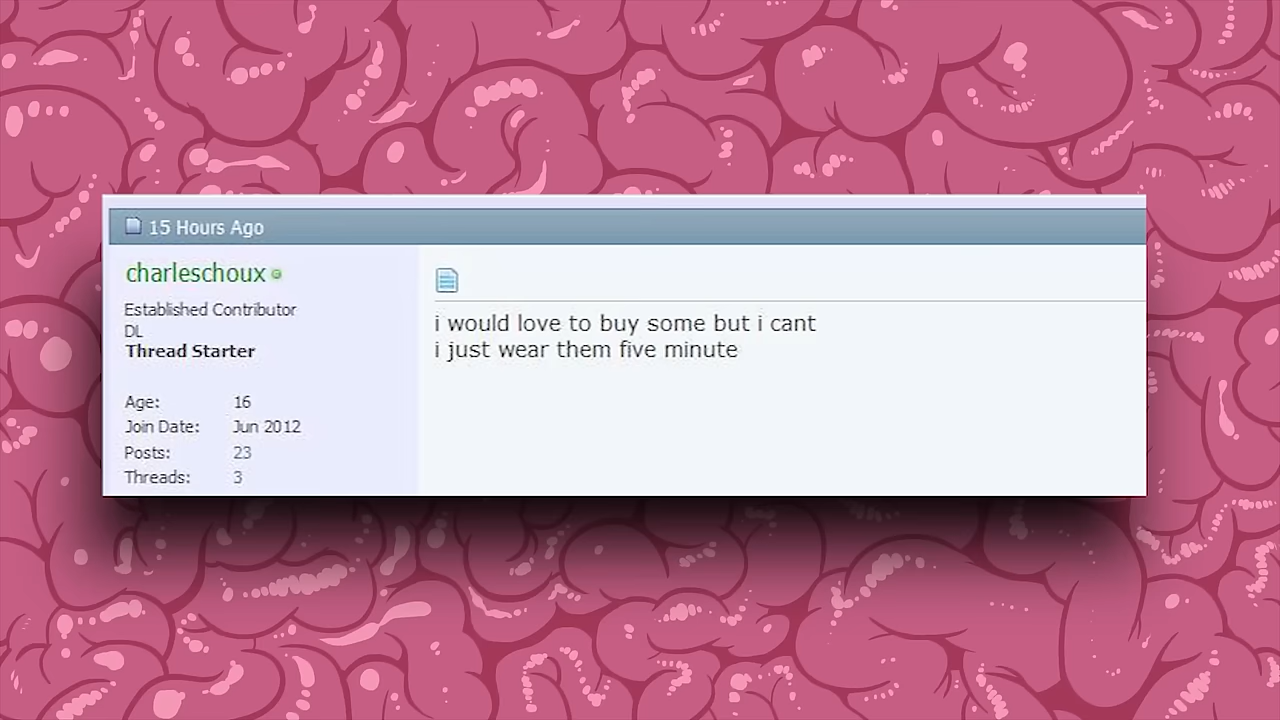 15 Hours Ago
charleschoux
Established Contributor
DL
Thread Starter
Age: 16
Join Date: Jun 2012
Posts: 23
Threads: 3
i would love to buy some but i cant
i just wear them five minute